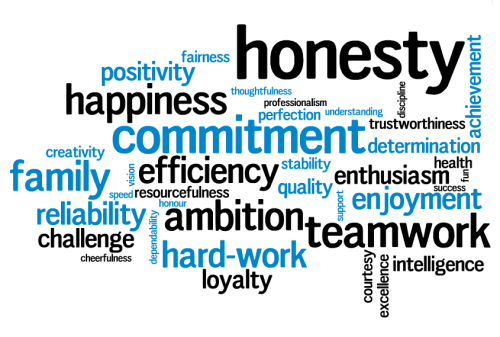 honesty
fairness
positivity
achievement
happiness
thoughtfulness
professionalism
discipline
perfection
understanding
commitment
trustworthiness
determination
creativity
vision
efficiency
stability
health
family
enthusiasm
fun
speed
resourcefulness
quality
success
support
enjoyment
honour
reliability
ambition
dependability
teamwork
challenge
hard-work
cheerfulness
loyalty
courtesy
excellence
intelligence